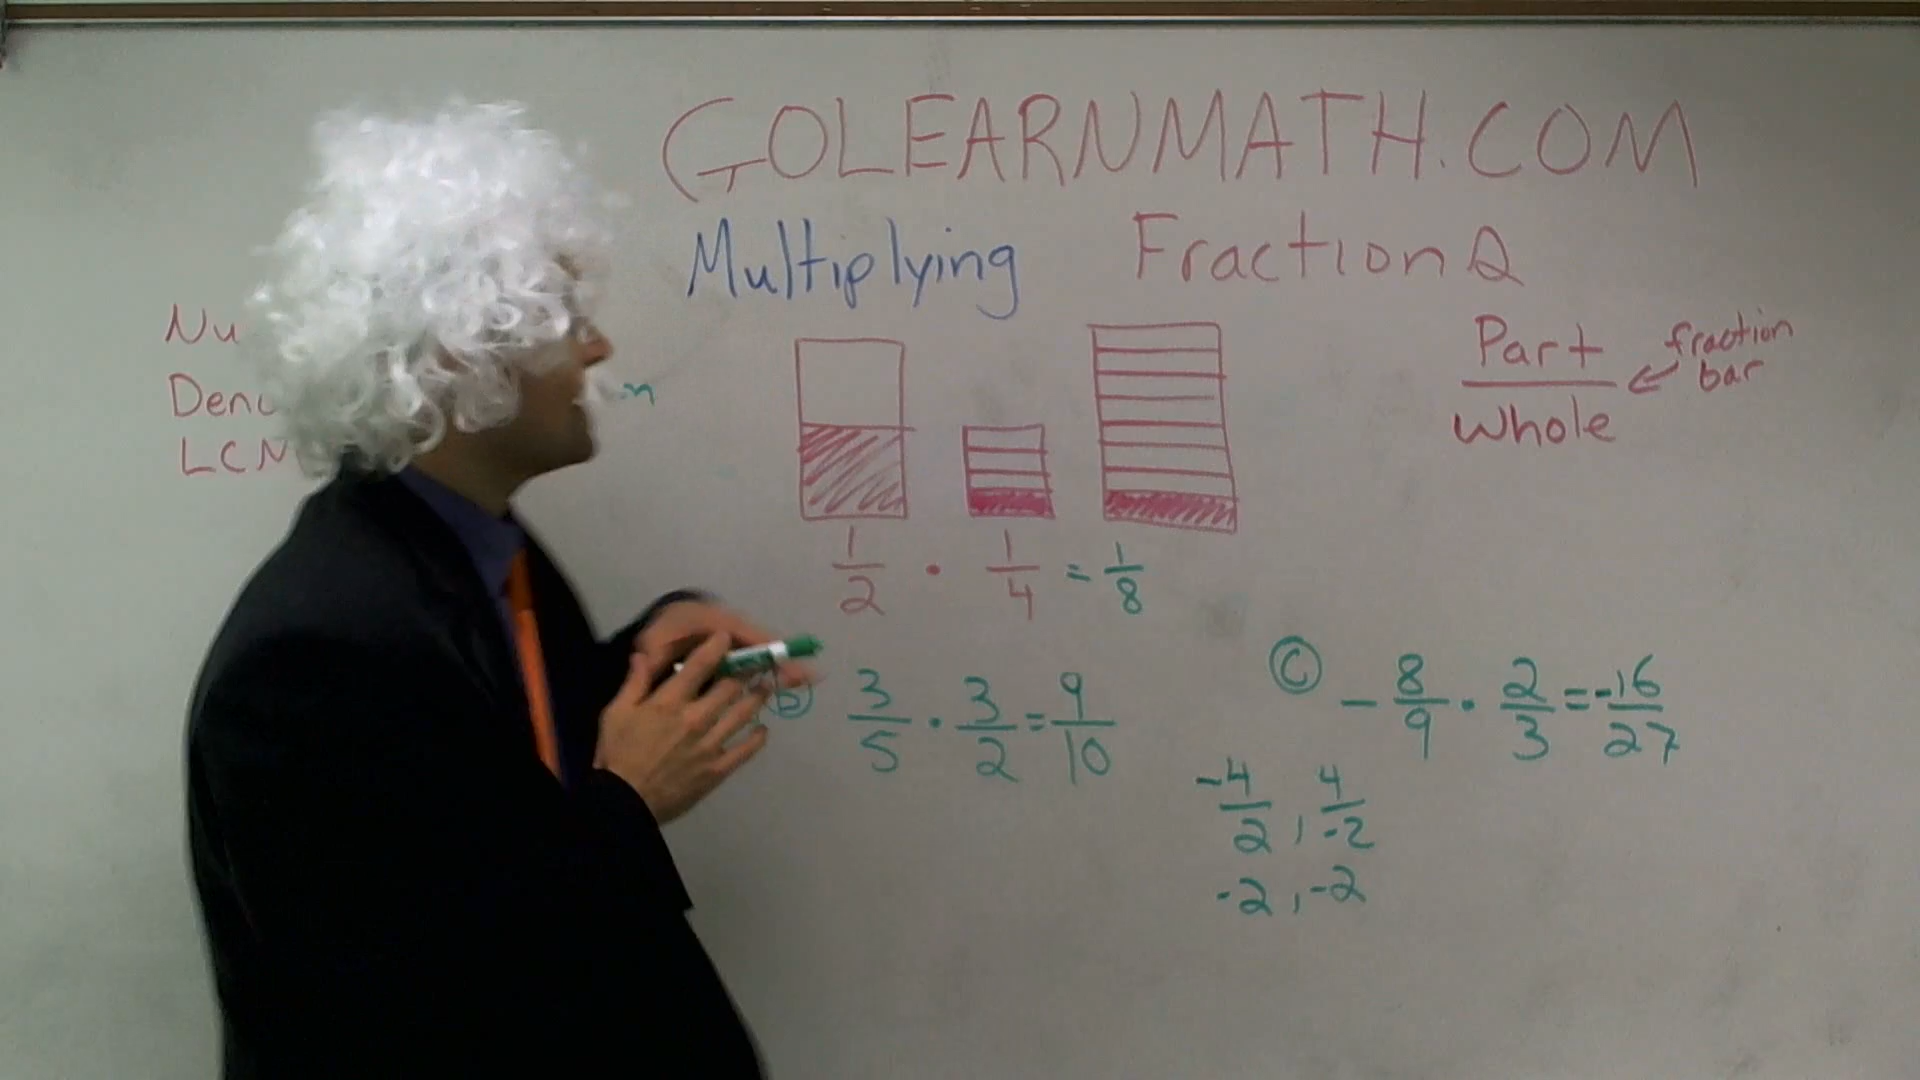 GOLEARNMATH.COM
Multiplying Fractions
Part
Whole
fraction
bar
1/2 · 1/4 = 1/8
b 3/5 · 3/2 = 9/10
C -8/9 · 2/3 = -16/27
-4/2 , 4/-2
-2 , -2